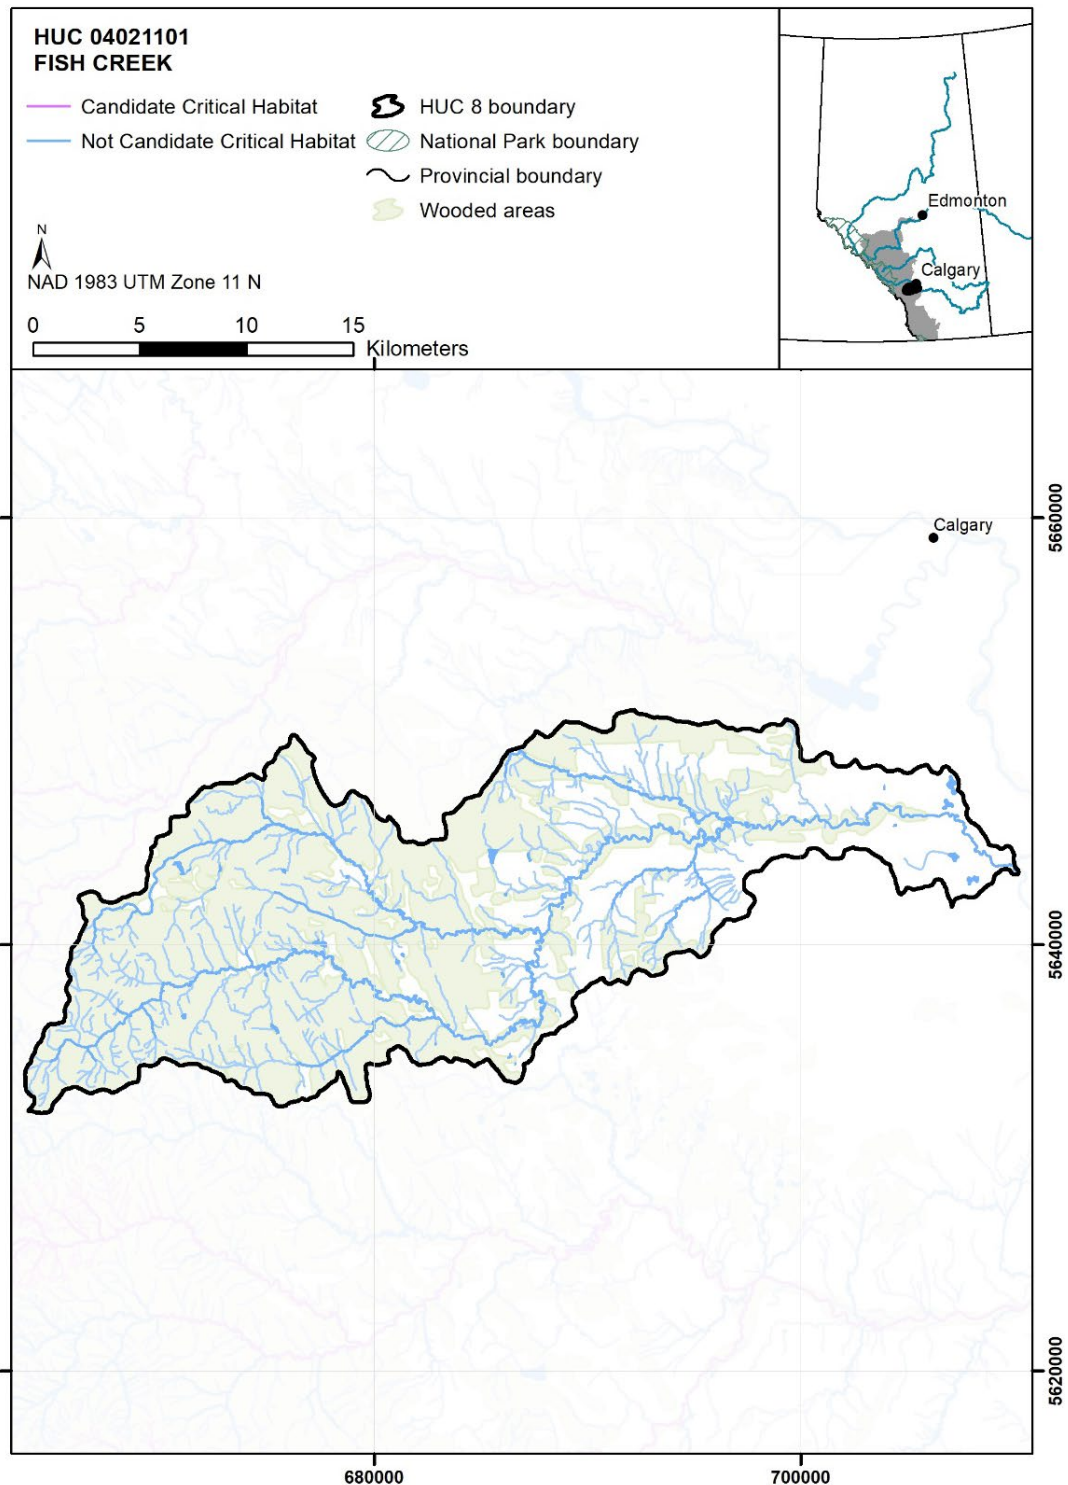 HUC 04021101
FISH CREEK
Candidate Critical Habitat
Not Candidate Critical Habitat
HUC 8 boundary
National Park boundary
Provincial boundary
Wooded areas
N
NAD 1983 UTM Zone 11 N
0 5 10 15
Kilometers
Edmonton
Calgary
Calgary
5660000
5640000
5620000
680000 700000